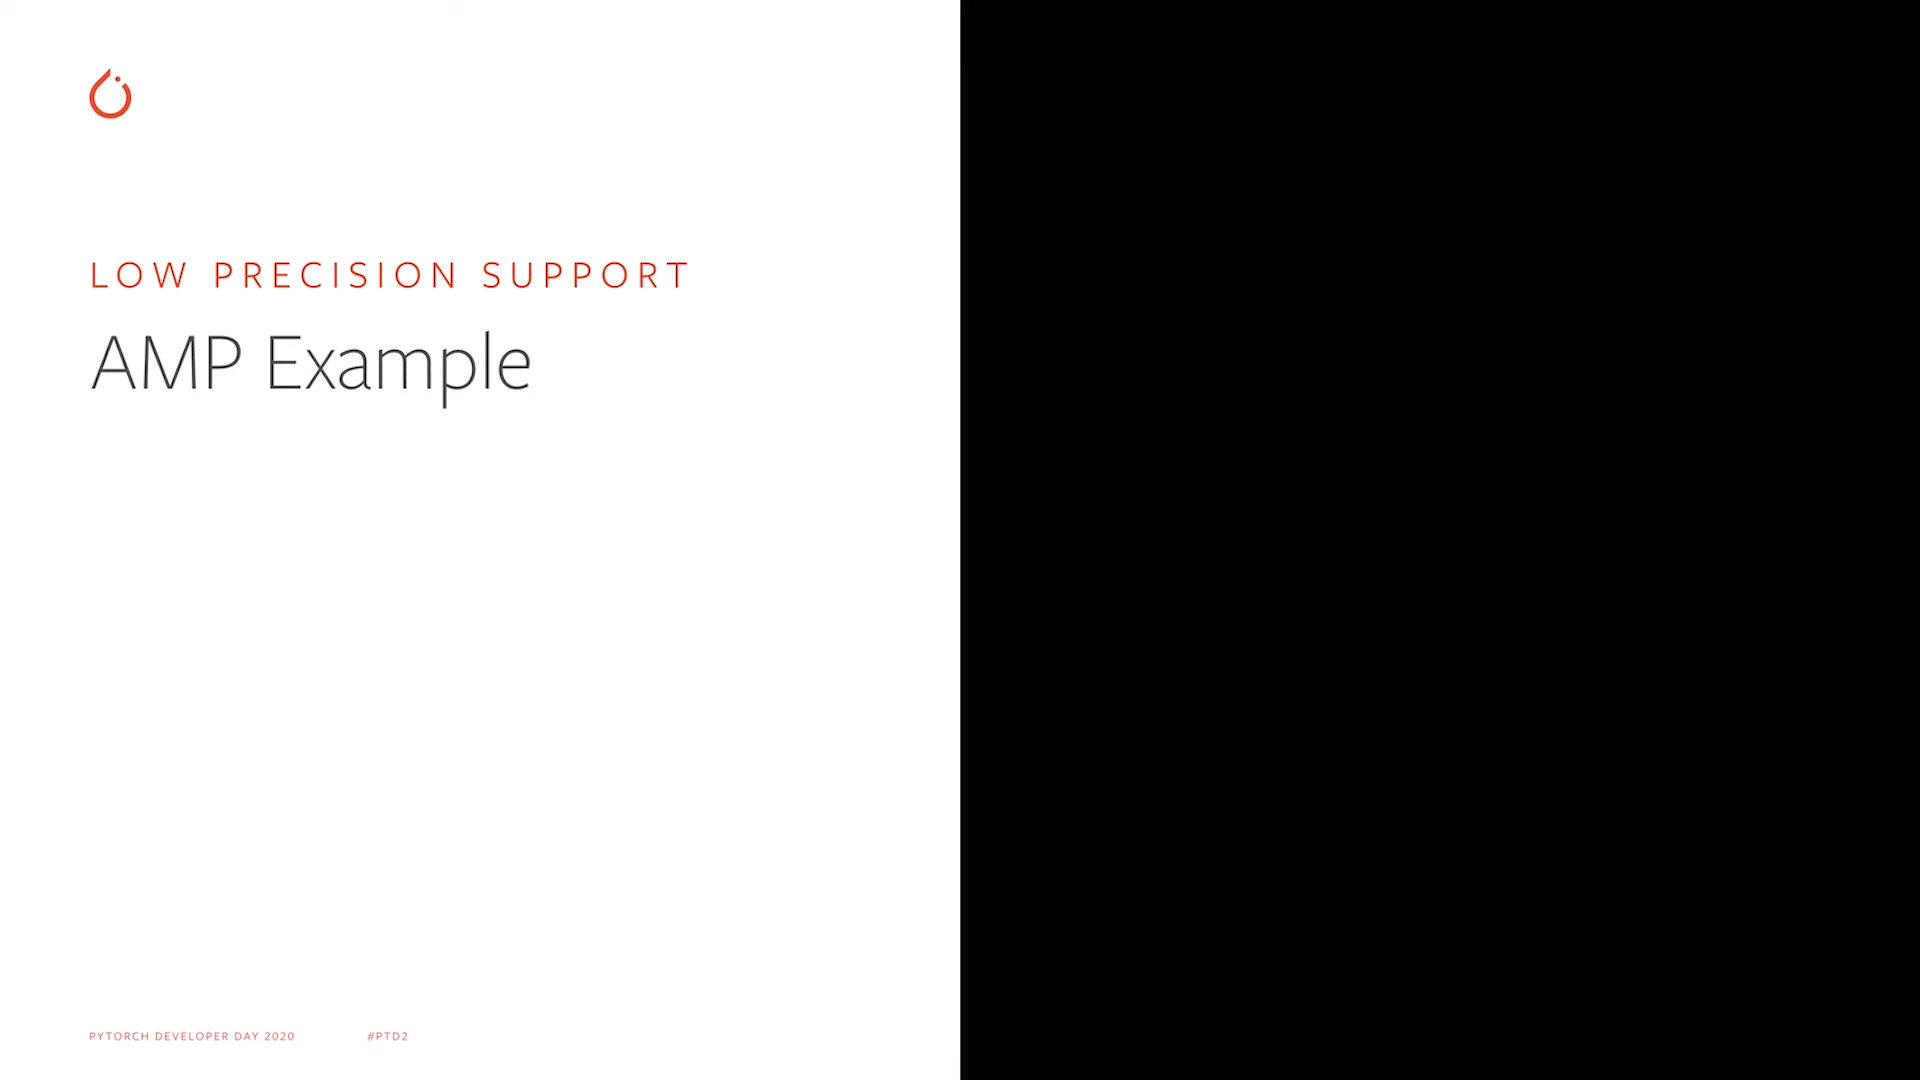 LOW PRECISION SUPPORT
AMP Example
PYTORCH DEVELOPER DAY 2020 #PTD2